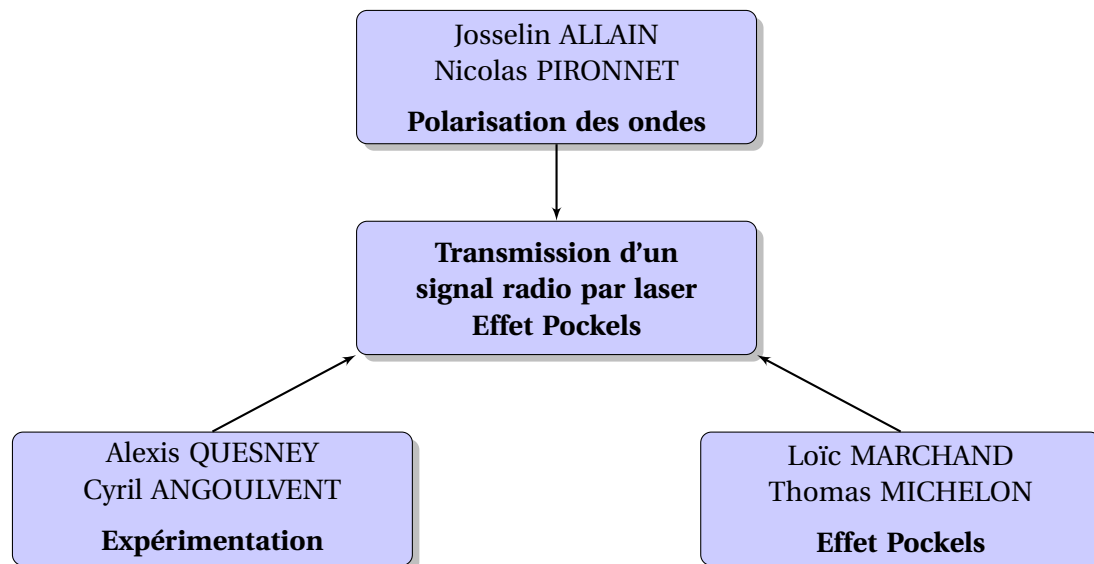 Josselin ALLAIN
Nicolas PIRONNET
Polarisation des ondes
Transmission d'un
signal radio par laser
Effet Pockels
Alexis QUESNEY
Cyril ANGOULVENT
Expérimentation
Loïc MARCHAND
Thomas MICHELON
Effet Pockels